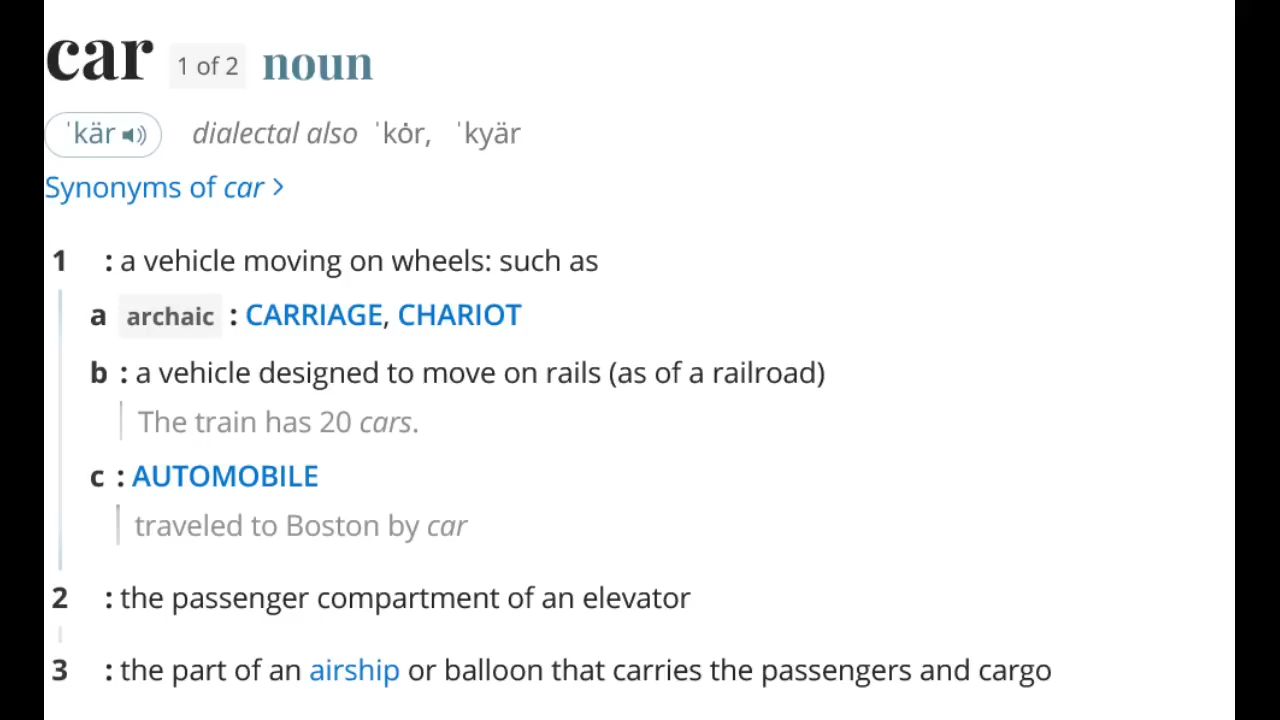 car 1 of 2 noun
ˈkär dialectal also ˈkȯr, ˈkyär
Synonyms of car
1 : a vehicle moving on wheels: such as
a archaic : CARRIAGE, CHARIOT
b : a vehicle designed to move on rails (as of a railroad)
The train has 20 cars.
c : AUTOMOBILE
traveled to Boston by car
2 : the passenger compartment of an elevator
3 : the part of an airship or balloon that carries the passengers and cargo